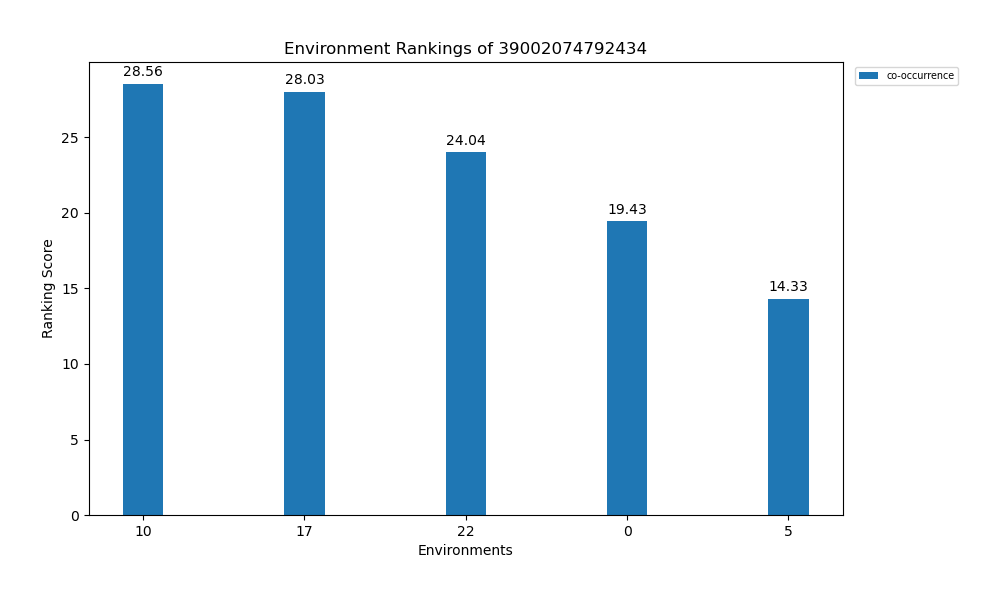 Environment Rankings of 39002074792434
co-occurrence
28.56
28.03
24.04
19.43
14.33
Ranking Score
25
20
15
10
5
0
10 17 22 0 5
Environments